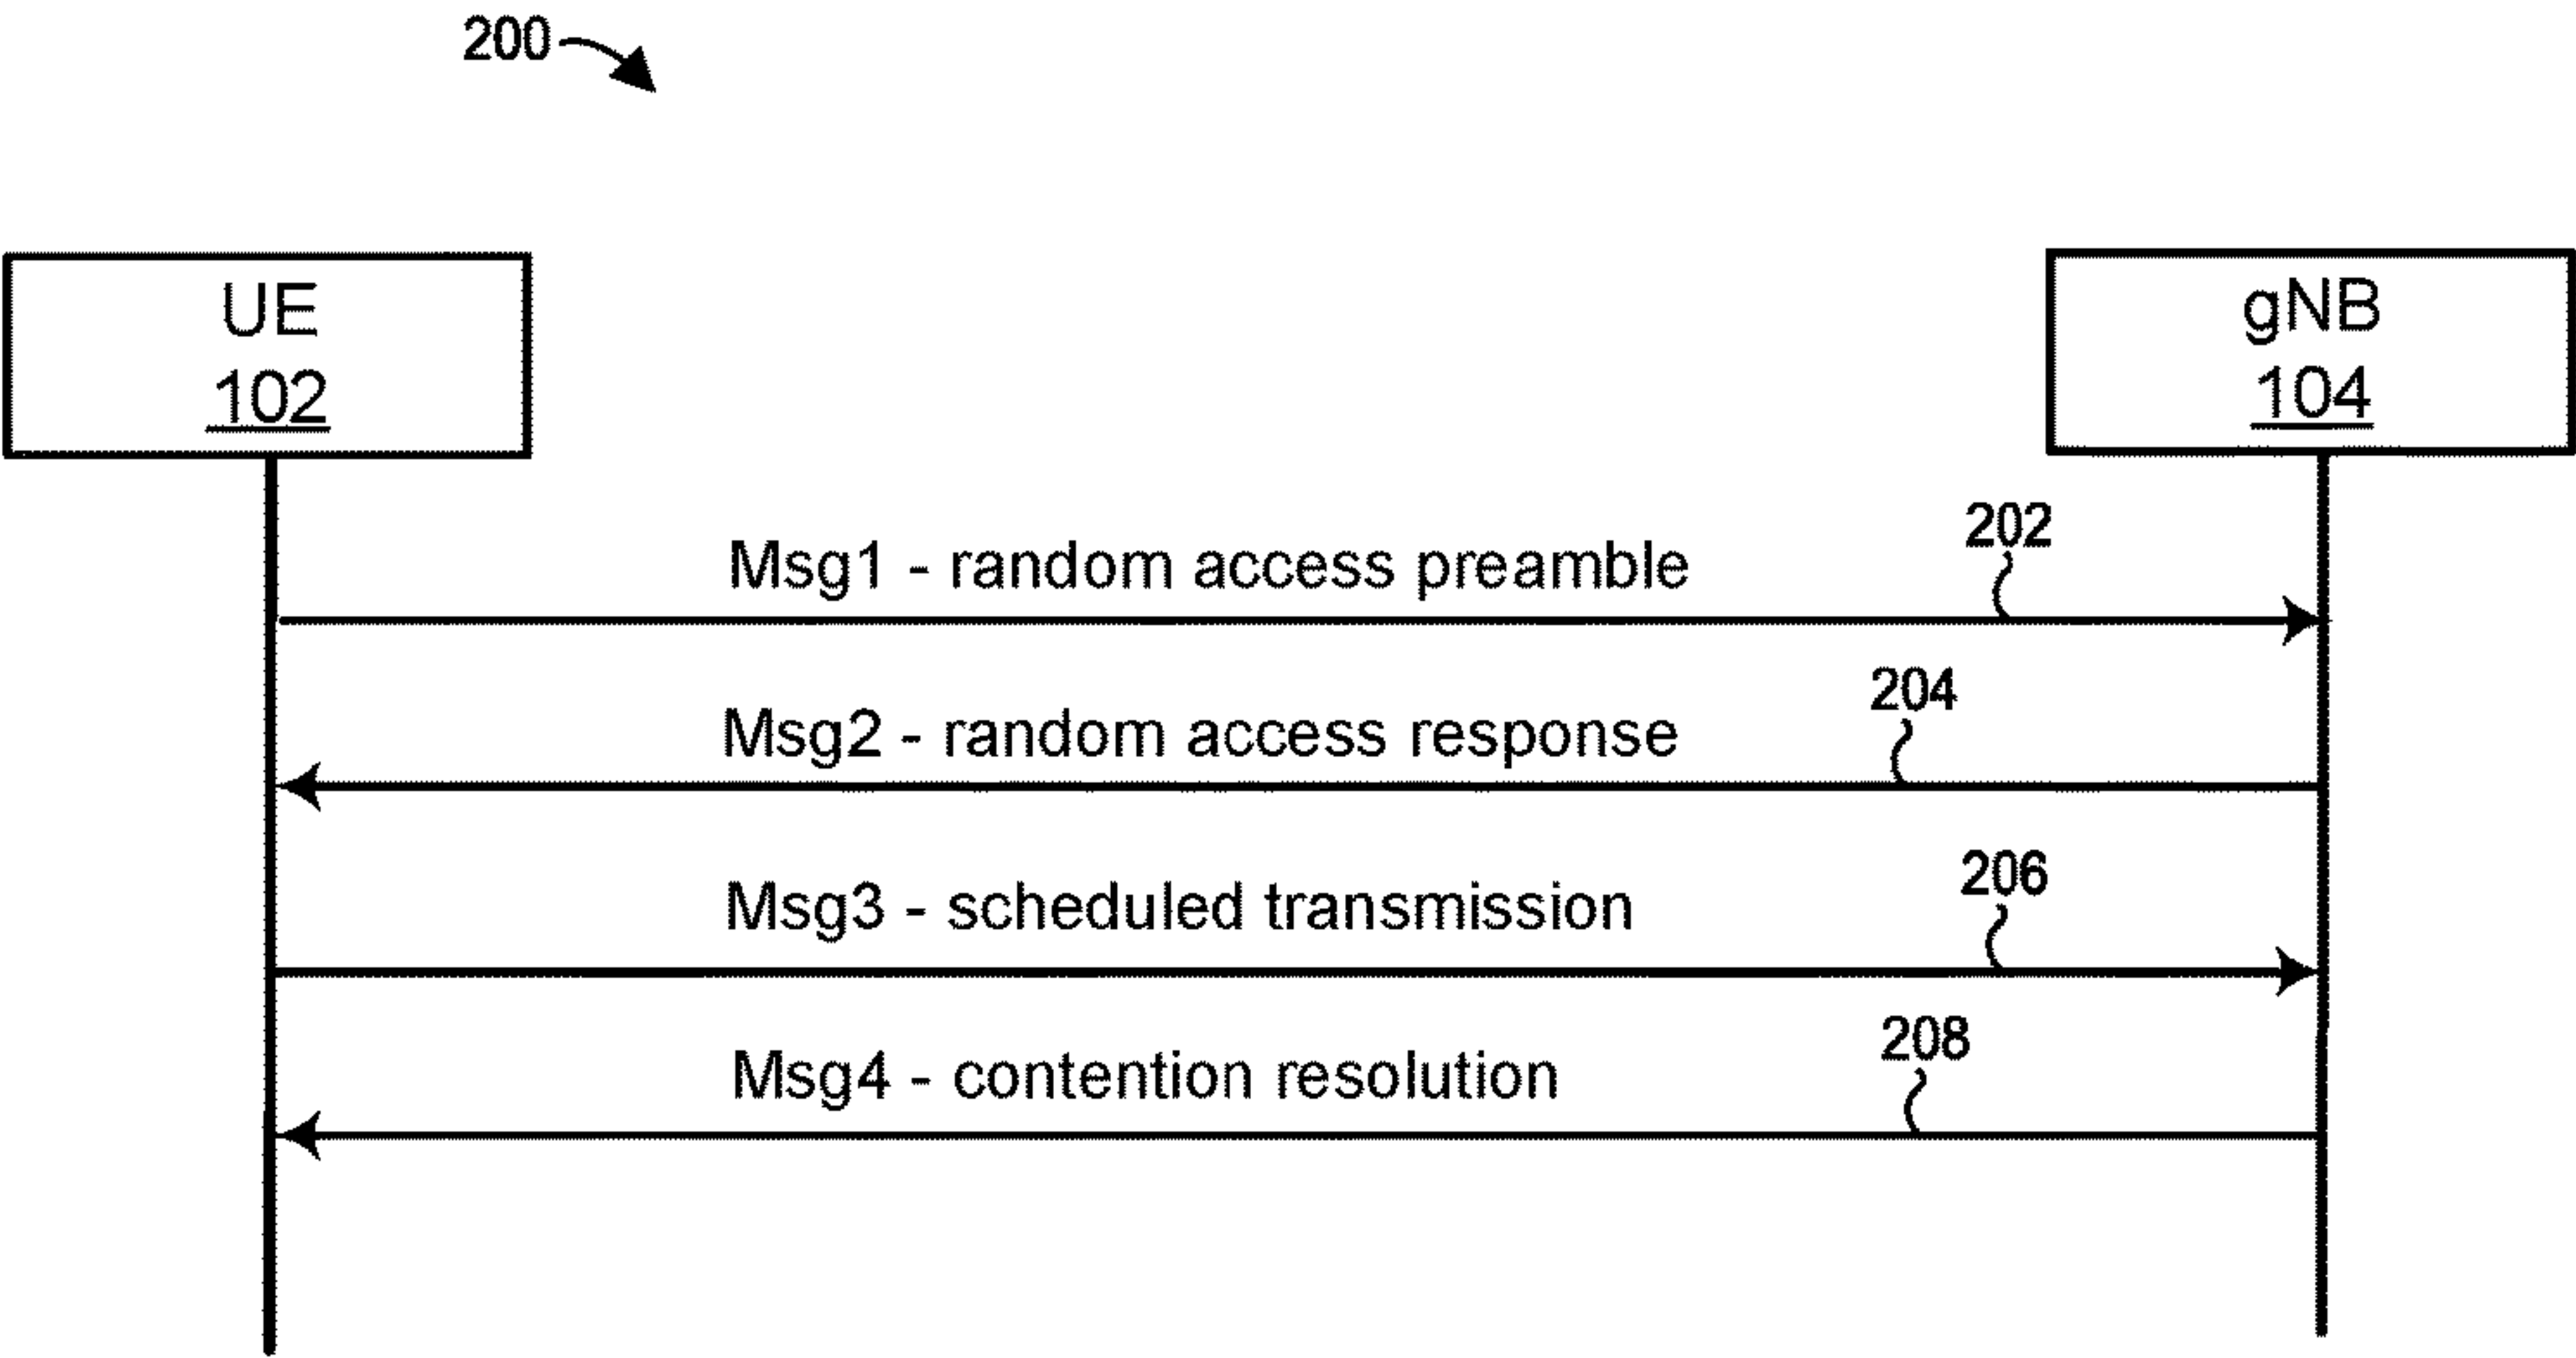 200
UE
102
gNB
104
202
Msg1 - random access preamble
204
Msg2 - random access response
206
Msg3 - scheduled transmission
208
Msg4 - contention resolution